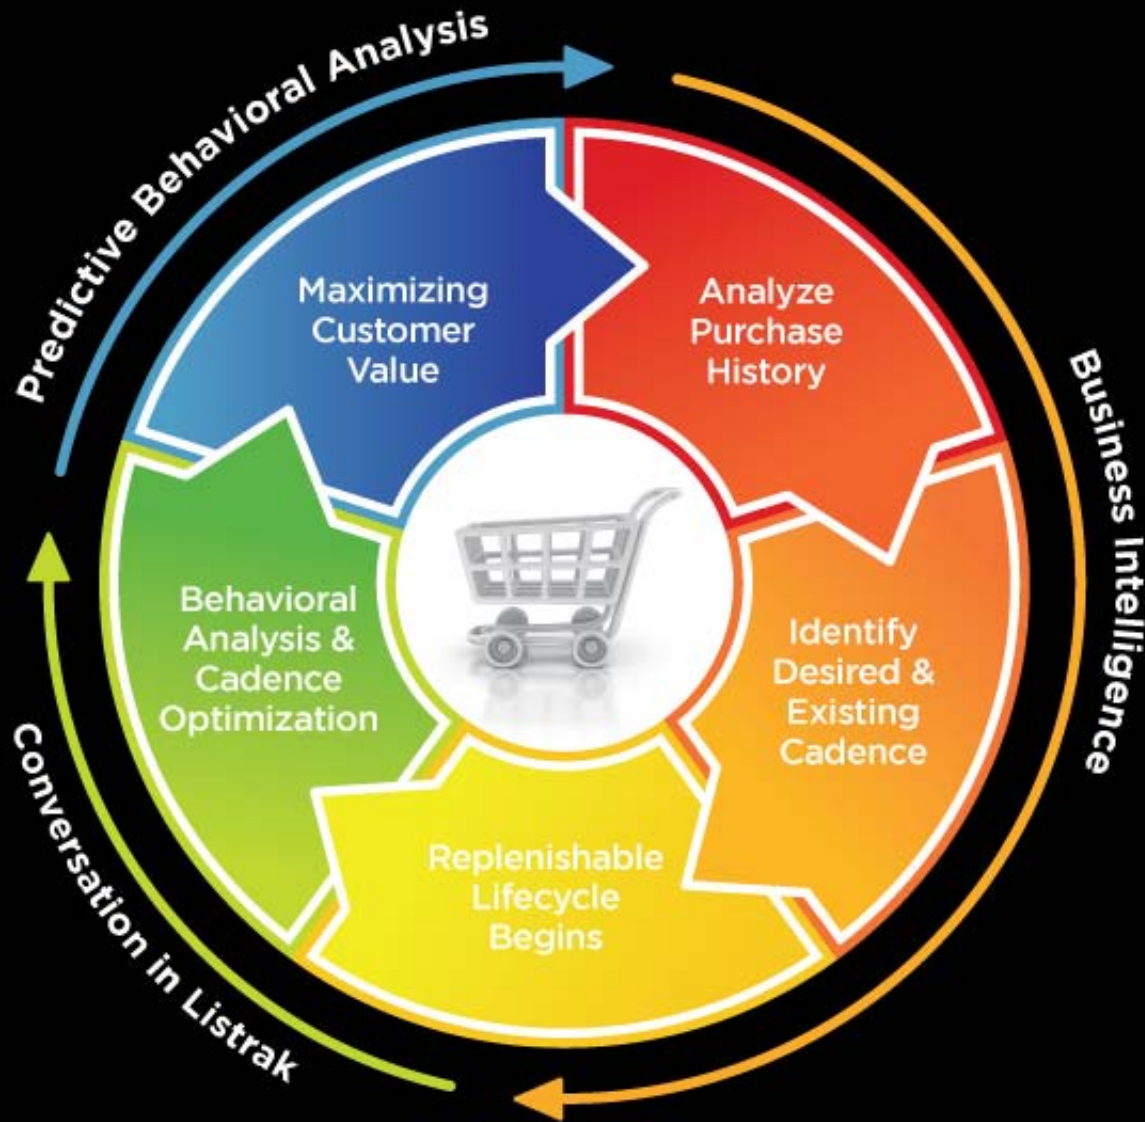 Predictive Behavioral Analysis
Business Intelligence
Conversation in Listrak
Maximizing
Customer
Value
Analyze
Purchase
History
Identify
Desired &
Existing
Cadence
Replenishable
Lifecycle
Begins
Behavioral
Analysis &
Cadence
Optimization